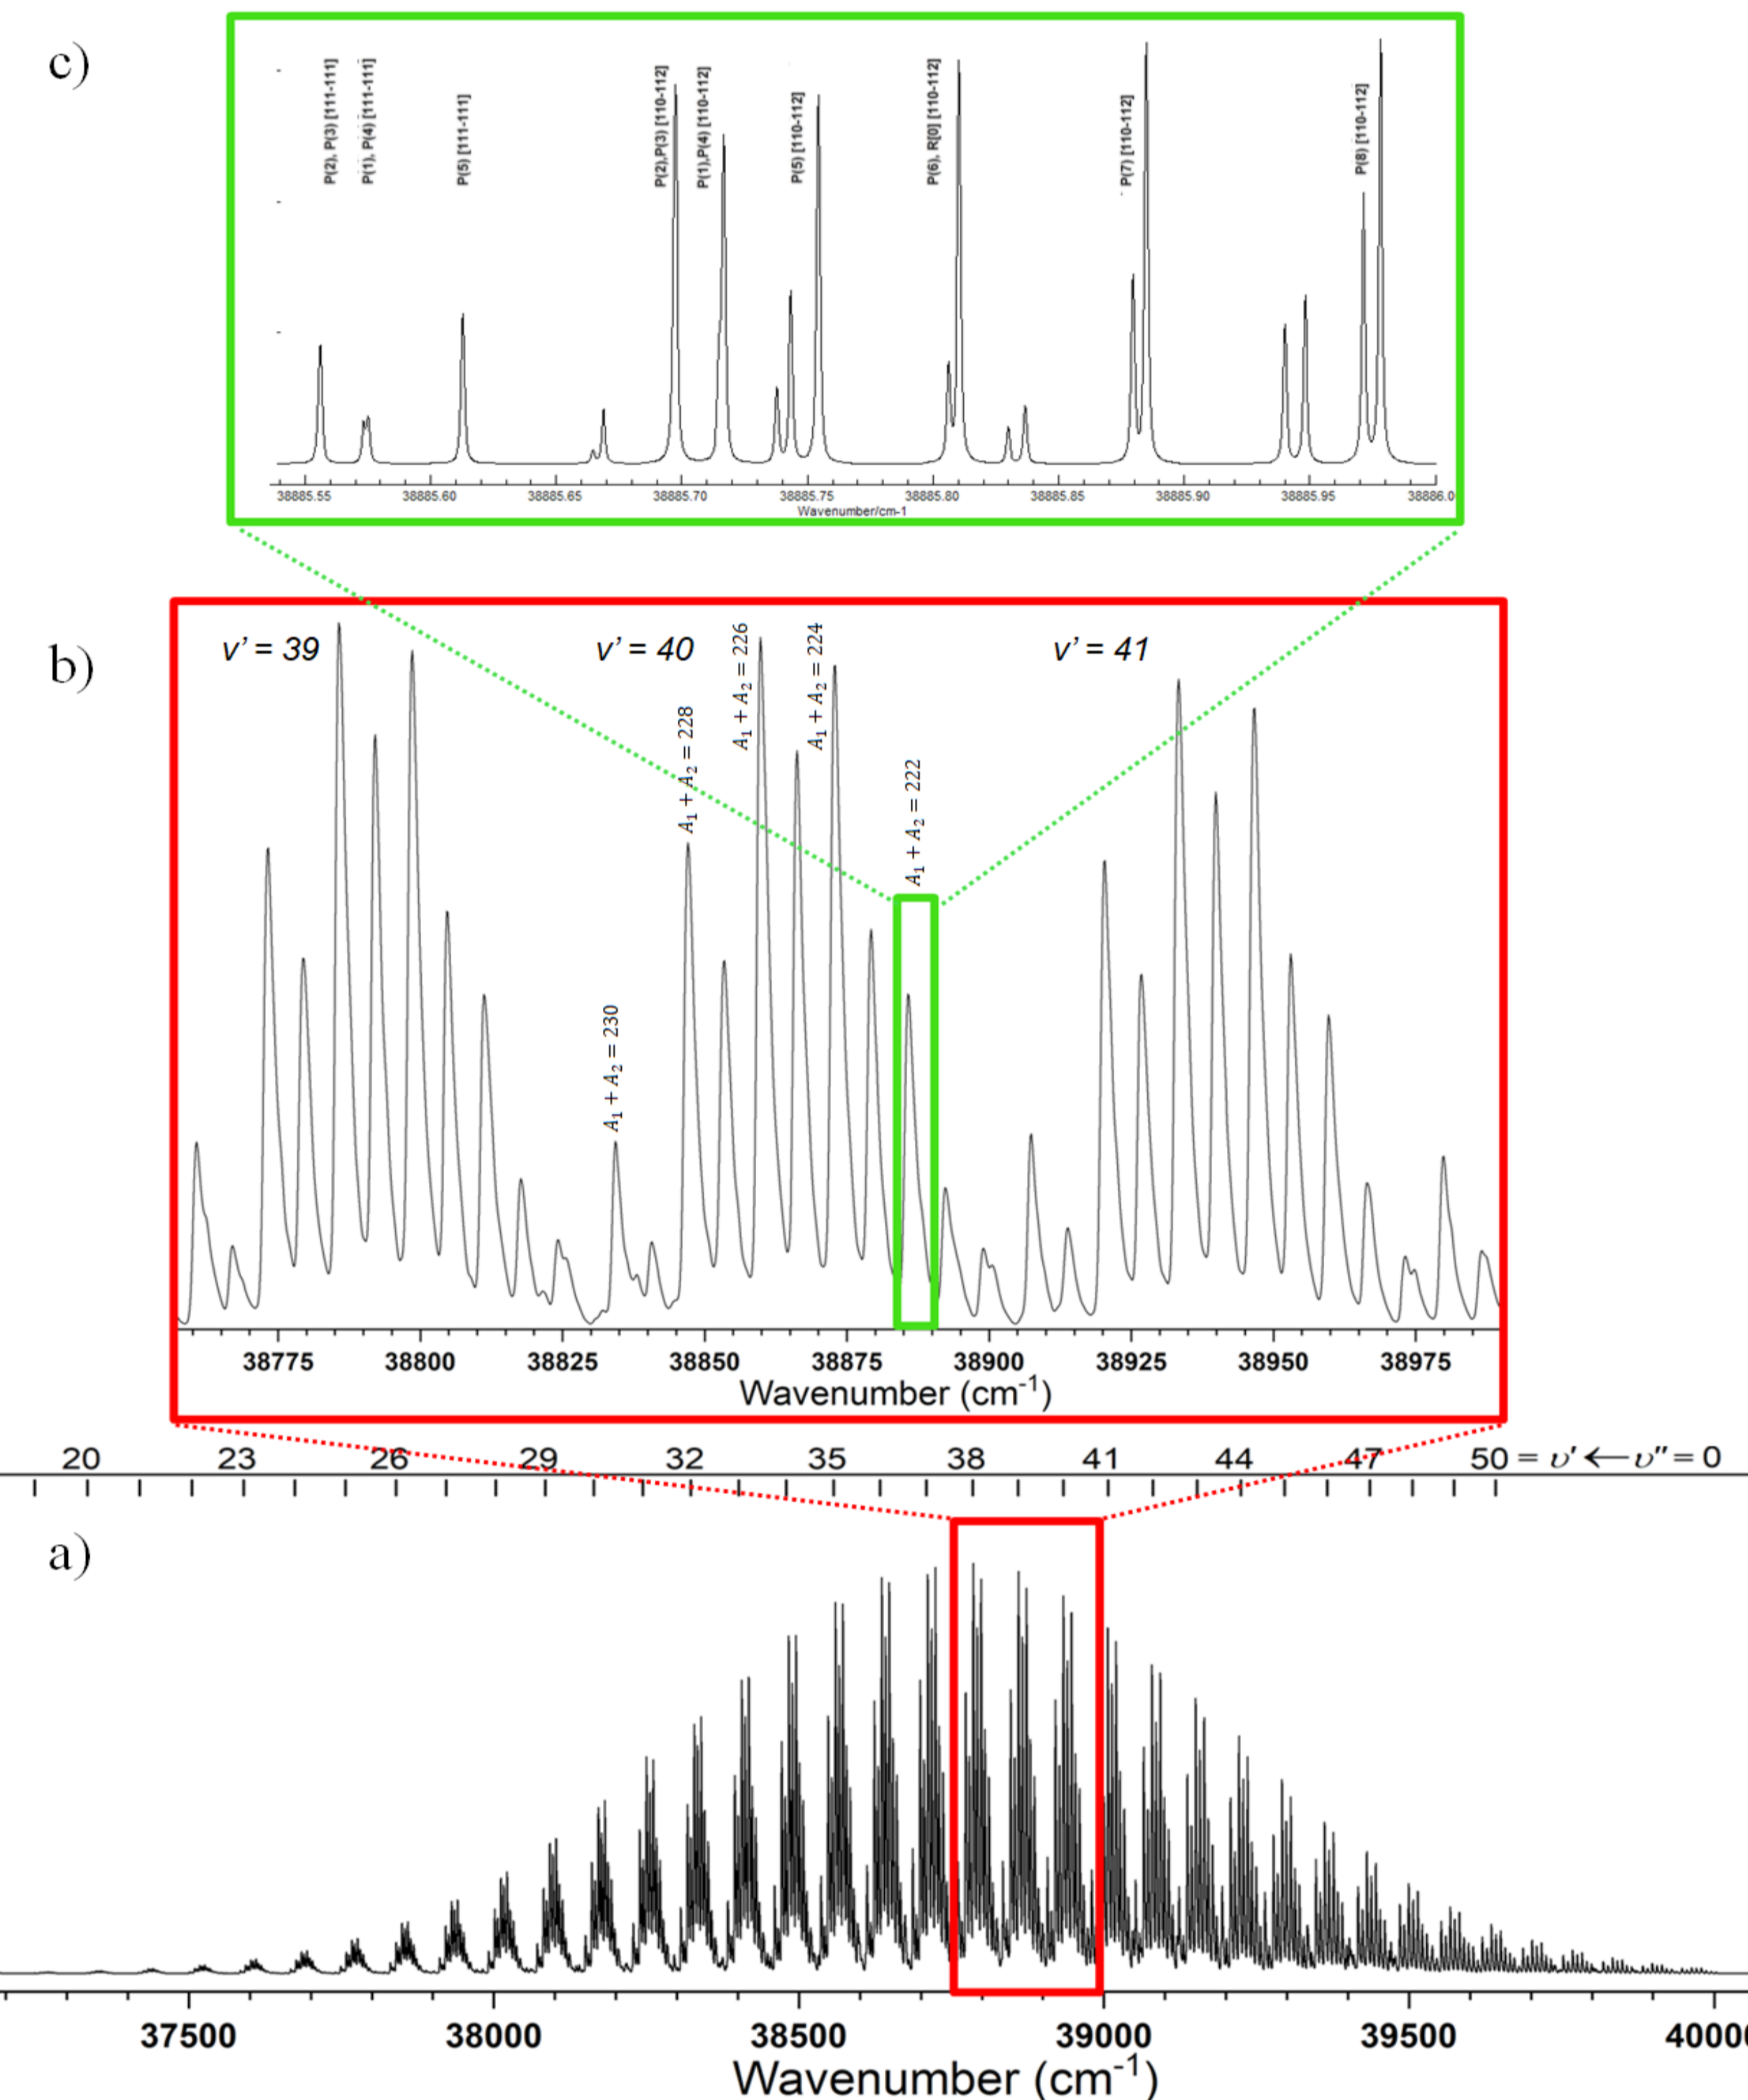 c)
P(2), P(3) [111-111]
P(1), P(4) [111-111]
P(5) [111-111]
P(2),P(3) [110-112]
P(1),P(4) [110-112]
P(5) [110-112]
P(6), R[0] [110-112]
P(7) [110-112]
P(8) [110-112]
38885.55 38885.60 38885.65 38885.70 38885.75 38885.80 38885.85 38885.90 38885.95 38886.0
Wavenumber/cm-1
b)
v' = 39 v' = 40 v' = 41
A₁ + A₂ = 230
A₁ + A₂ = 228
A₁ + A₂ = 226
A₁ + A₂ = 224
A₁ + A₂ = 222
38775 38800 38825 38850 38875 38900 38925 38950 38975
Wavenumber (cm⁻¹)
20 23 26 29 32 35 38 41 44 47 50 = υ' ← υ" = 0
a)
37500 38000 38500 39000 39500 40000
Wavenumber (cm⁻¹)